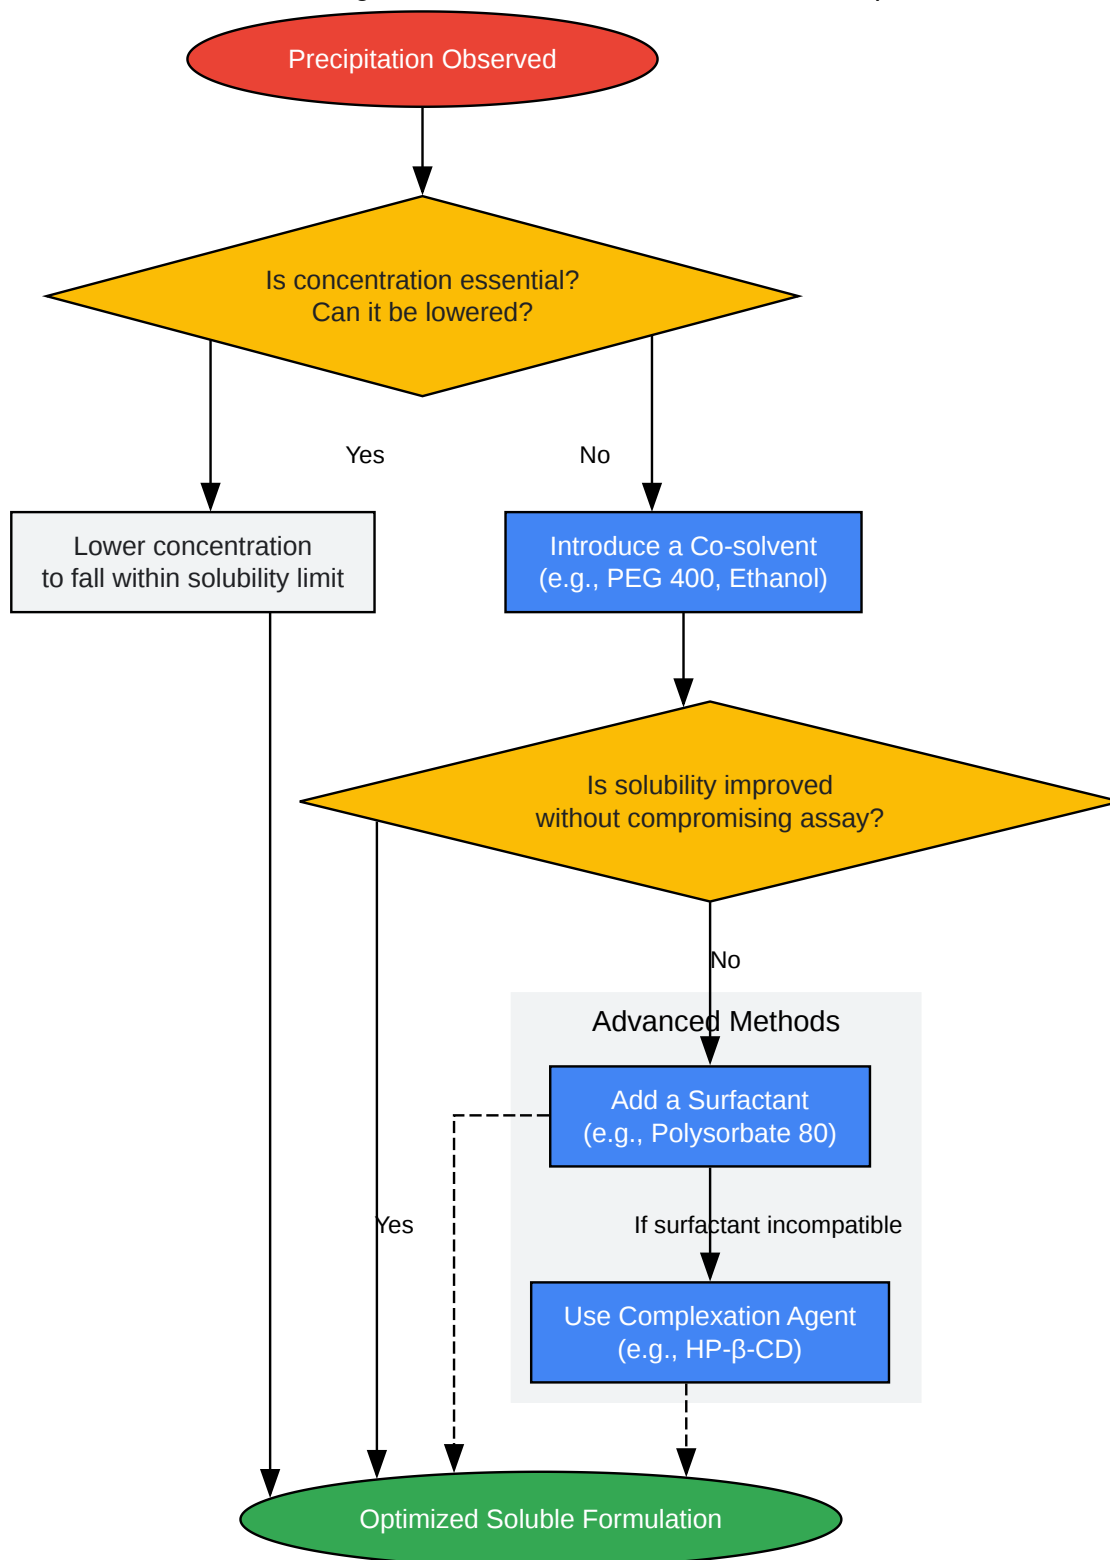 Precipitation Observed
Is concentration essential?
Can it be lowered?
Yes
No
Lower concentration
to fall within solubility limit
Introduce a Co-solvent
(e.g., PEG 400, Ethanol)
Is solubility improved
without compromising assay?
No
Advanced Methods
Add a Surfactant
(e.g., Polysorbate 80)
Yes
If surfactant incompatible
Use Complexation Agent
(e.g., HP-β-CD)
Optimized Soluble Formulation